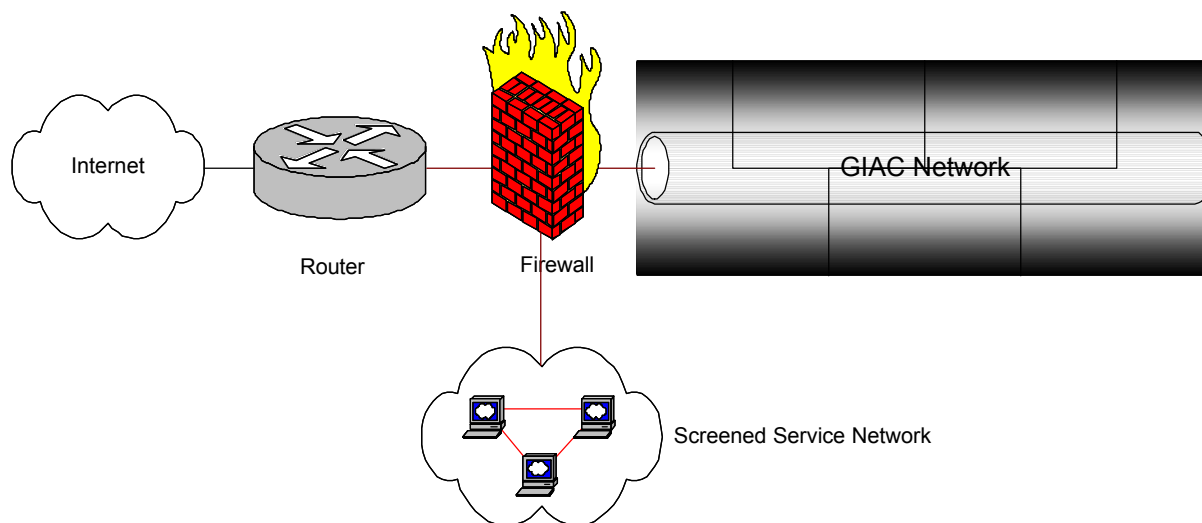 Internet
GIAC Network
Router
Firewall
Screened Service Network